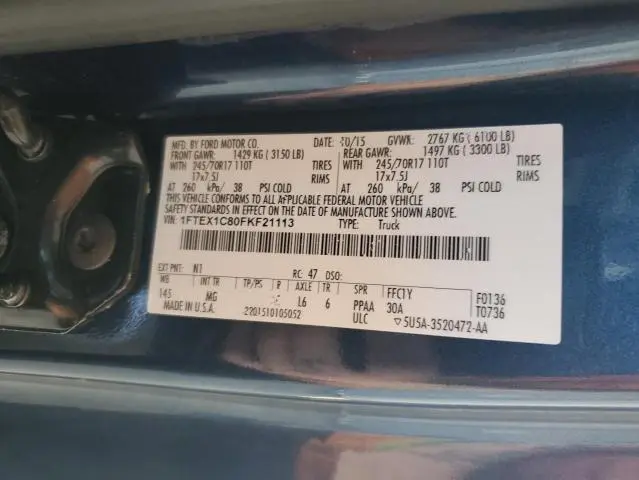 MFD. BY FORD MOTOR CO. 10/15 GVWR: 2767 KG ( 6100 LB)
FRONT GAWR: 1429 KG ( 3150 LB) REAR GAWR: 1497 KG ( 3300 LB)
WITH 245/70R17 110T TIRES WITH 245/70R17 110T TIRES
17x7.5J RIMS 17x7.5J RIMS
AT 260 kPa/ 38 PSI COLD AT 260 kPa/ 38 PSI COLD
THIS VEHICLE CONFORMS TO ALL APPLICABLE FEDERAL MOTOR VEHICLE
SAFETY STANDARDS IN EFFECT ON THE DATE OF MANUFACTURE SHOWN ABOVE.
VIN: 1FTEX1C80FKF21113 TYPE: Truck
EXT PNT: N1 RC: 47 DSO:
WB INT TR TP/PS R AXLE TR SPR FFC1Y F0136
145 MG L6 6 PPAA 30A T0736
MADE IN U.S.A. 2201510105052 ULC ▽5U5A-3520472-AA